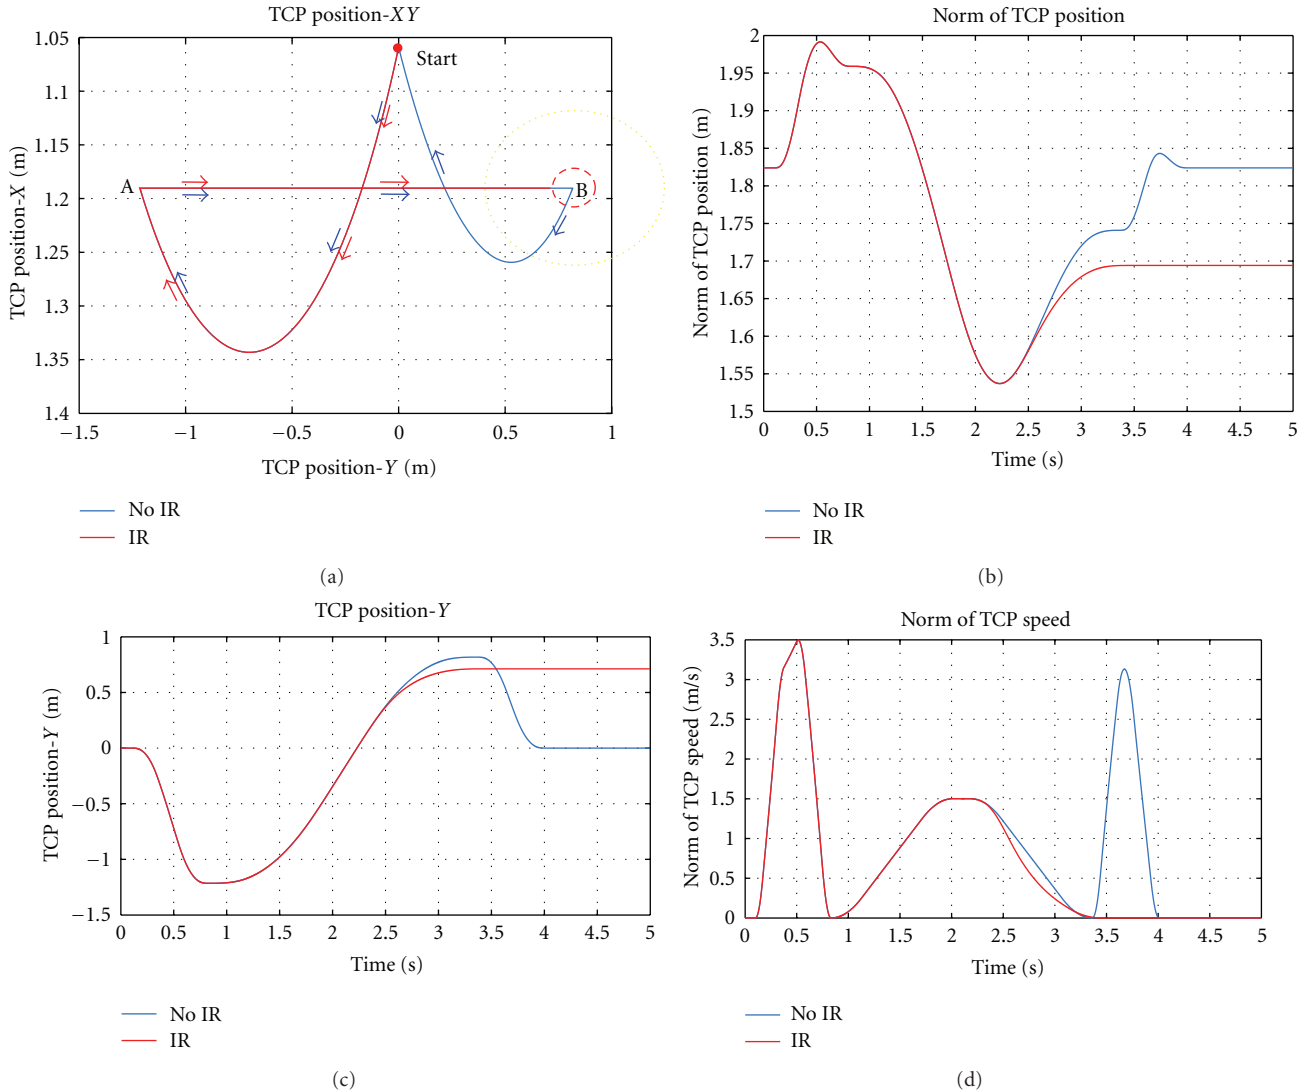 TCP position-XY
1.05
1.1
1.15
1.2
1.25
1.3
1.35
1.4
−1.5
−1
−0.5
0
0.5
1
TCP position-X (m)
TCP position-Y (m)
Start
A
B
No IR
IR
(a)
Norm of TCP position
2
1.95
1.9
1.85
1.8
1.75
1.7
1.65
1.6
1.55
1.5
0
0.5
1
1.5
2
2.5
3
3.5
4
4.5
5
Norm of TCP position (m)
Time (s)
No IR
IR
(b)
TCP position-Y
1
0.5
0
−0.5
−1
−1.5
0
0.5
1
1.5
2
2.5
3
3.5
4
4.5
5
TCP position-Y (m)
Time (s)
No IR
IR
(c)
Norm of TCP speed
3.5
3
2.5
2
1.5
1
0.5
0
0
0.5
1
1.5
2
2.5
3
3.5
4
4.5
5
Norm of TCP speed (m/s)
Time (s)
No IR
IR
(d)